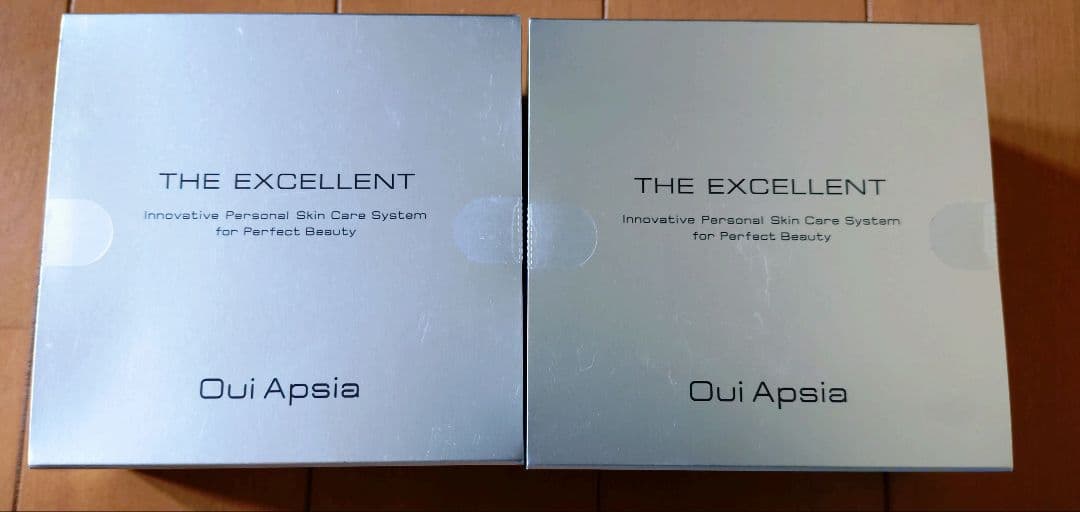 THE EXCELLENT
Innovative Personal Skin Care System
for Perfect Beauty
Oui Apsia
THE EXCELLENT
Innovative Personal Skin Care System
for Perfect Beauty
Oui Apsia